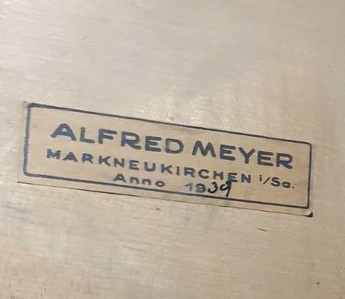 ALFRED MEYER
MARKNEUKIRCHEN i/Sa.
Anno 1939